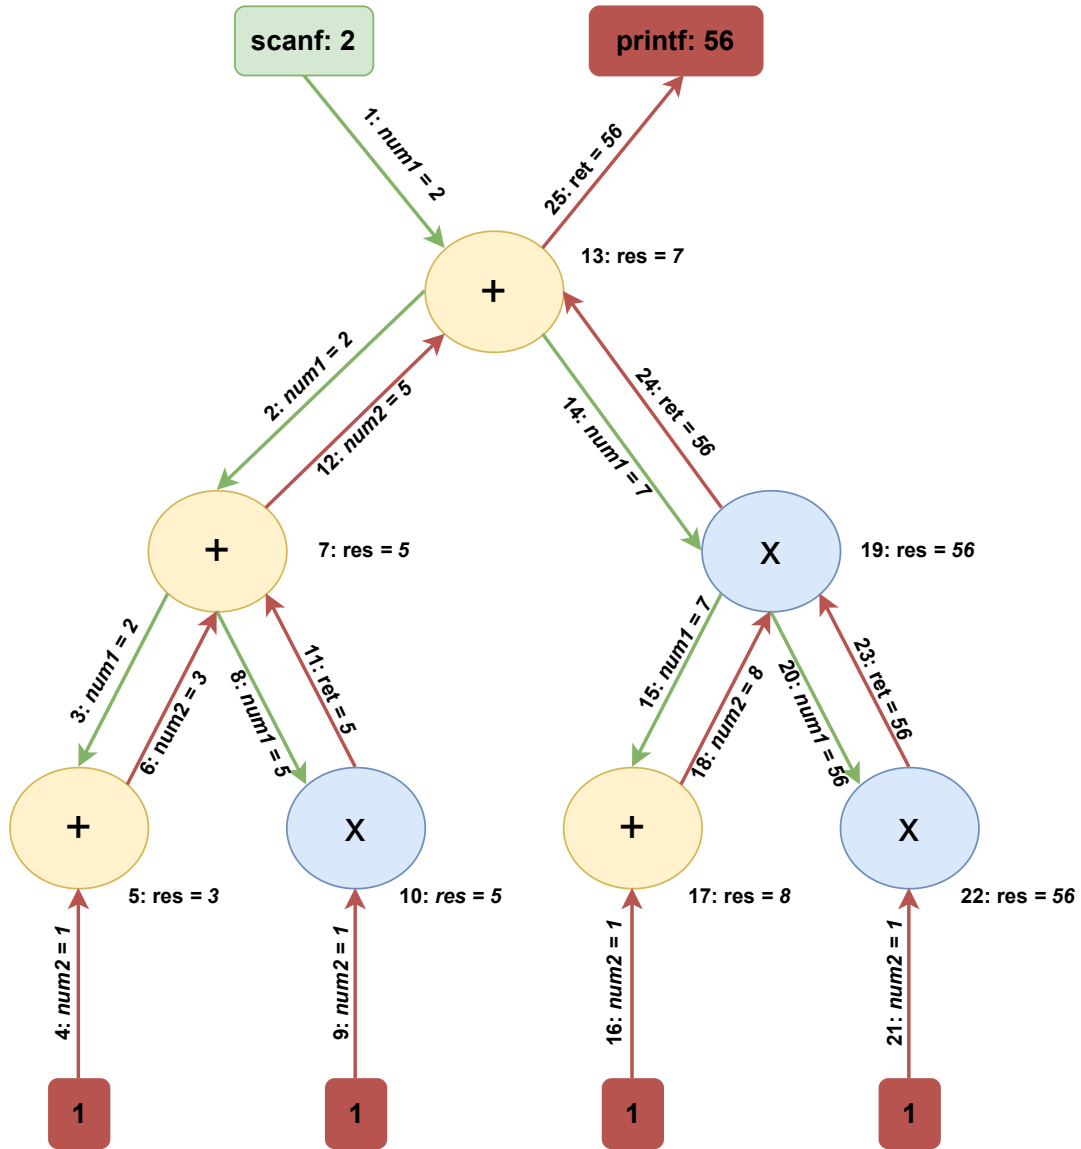 scanf: 2
printf: 56
1: num1 = 2
25: ret = 56
13: res = 7
+
2: num1 = 2
12: num2 = 5
14: num1 = 7
24: ret = 56
+
7: res = 5
x
19: res = 56
3: num1 = 2
6: num2 = 3
8: num1 = 5
11: ret = 5
15: num1 = 7
18: num2 = 8
20: num1 = 56
23: ret = 56
+
x
+
x
5: res = 3
10: res = 5
17: res = 8
22: res = 56
4: num2 = 1
9: num2 = 1
16: num2 = 1
21: num2 = 1
1
1
1
1